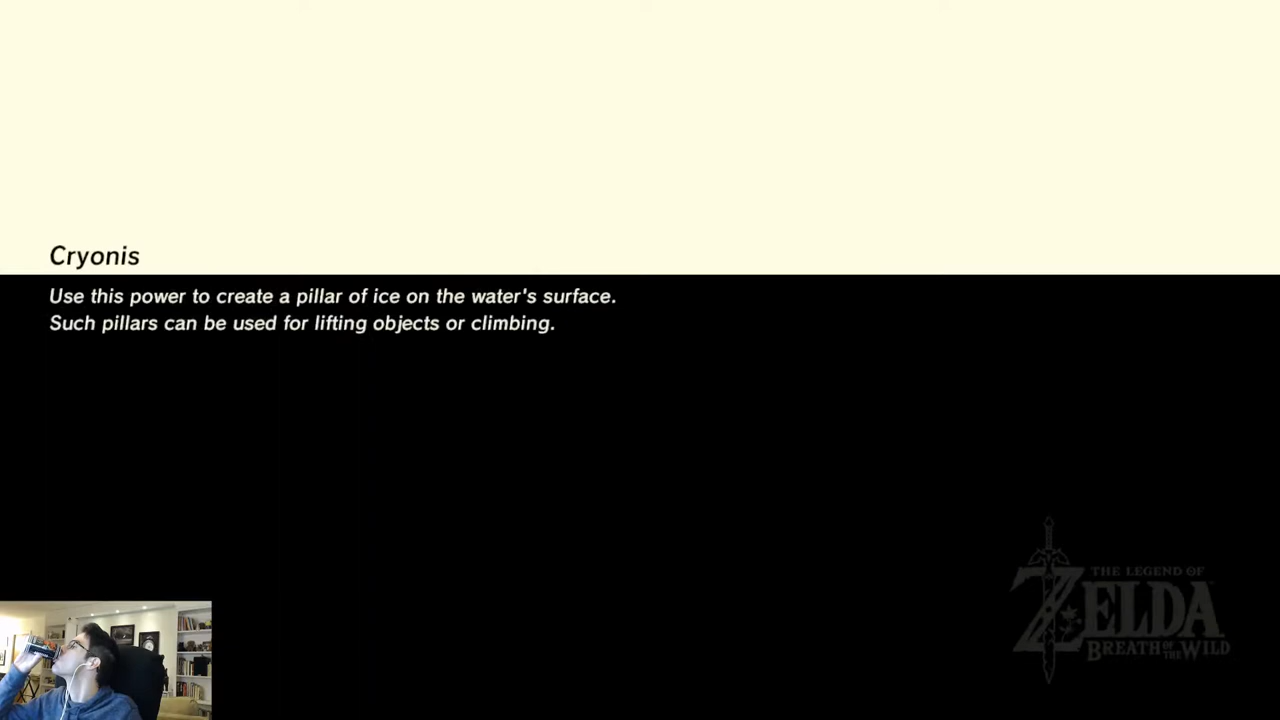 Cryonis
Use this power to create a pillar of ice on the water's surface.
Such pillars can be used for lifting objects or climbing.
THE LEGEND OF
ZELDA
BREATH OF THE WILD